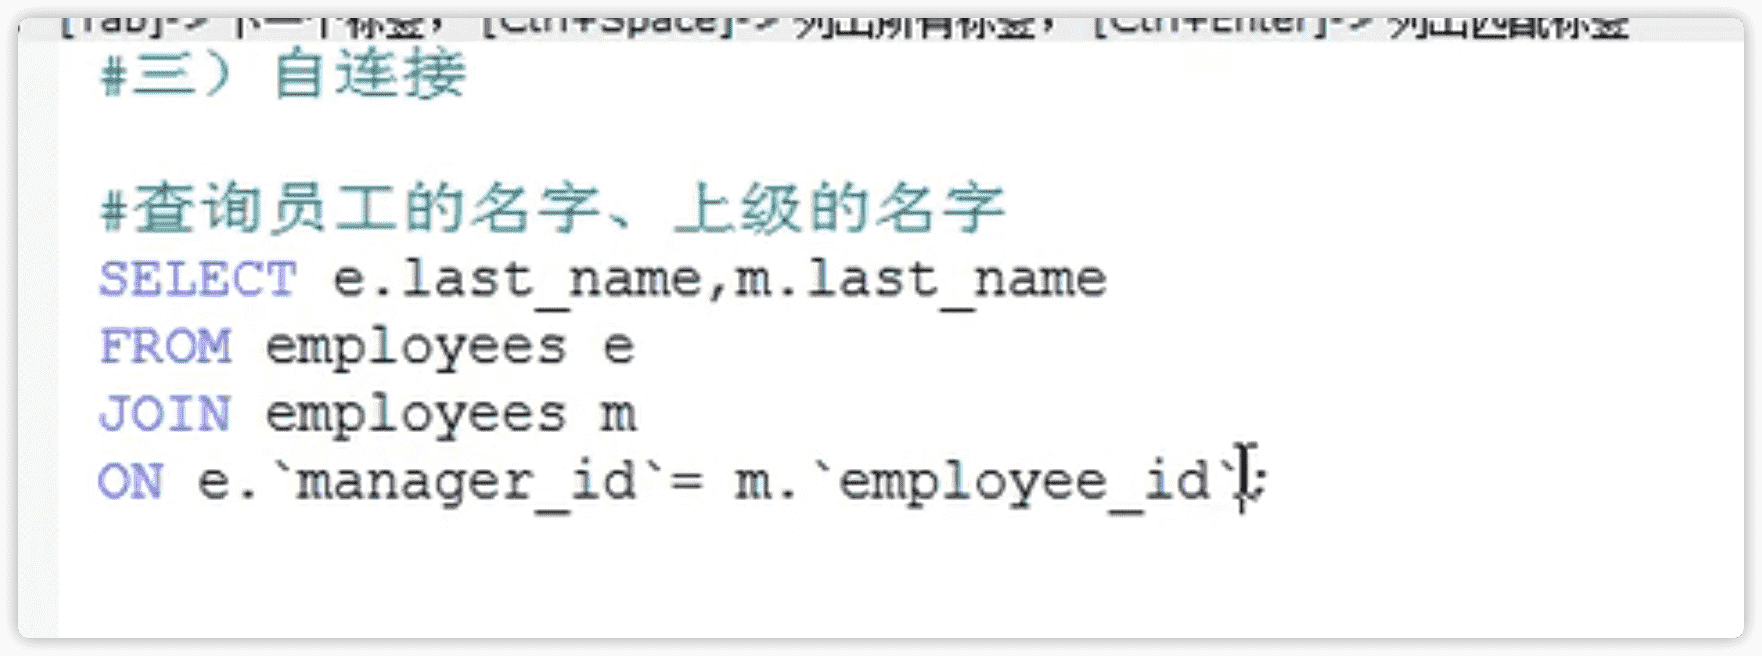 [Tab]-> 下一个标签, [Ctrl+Space]-> 列出所有标签, [Ctrl+Enter]-> 列出匹配标签
#三）自连接
#查询员工的名字、上级的名字
SELECT e.last_name,m.last_name
FROM employees e
JOIN employees m
ON e.`manager_id`= m.`employee_id`;